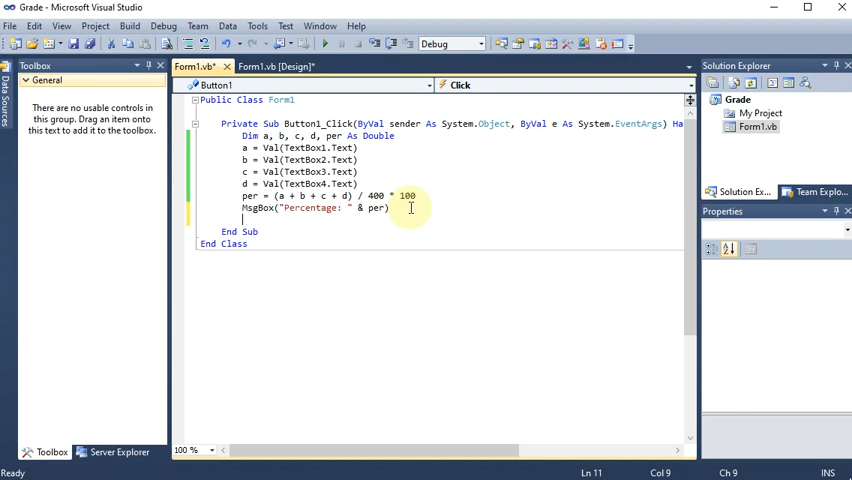 Grade - Microsoft Visual Studio
File Edit View Project Build Debug Team Data Tools Test Window Help
Debug
Data Sources
Toolbox
General
There are no usable controls in this group. Drag an item onto this text to add it to the toolbox.
Toolbox Server Explorer
Form1.vb* Form1.vb [Design]*
Button1 Click
Public Class Form1
Private Sub Button1_Click(ByVal sender As System.Object, ByVal e As System.EventArgs) Ha
Dim a, b, c, d, per As Double
a = Val(TextBox1.Text)
b = Val(TextBox2.Text)
c = Val(TextBox3.Text)
d = Val(TextBox4.Text)
per = (a + b + c + d) / 400 * 100
MsgBox("Percentage: " & per)
End Sub
End Class
100 %
Solution Explorer
Grade
My Project
Form1.vb
Solution Ex... Team Explo...
Properties
Ready Ln 11 Col 9 Ch 9 INS